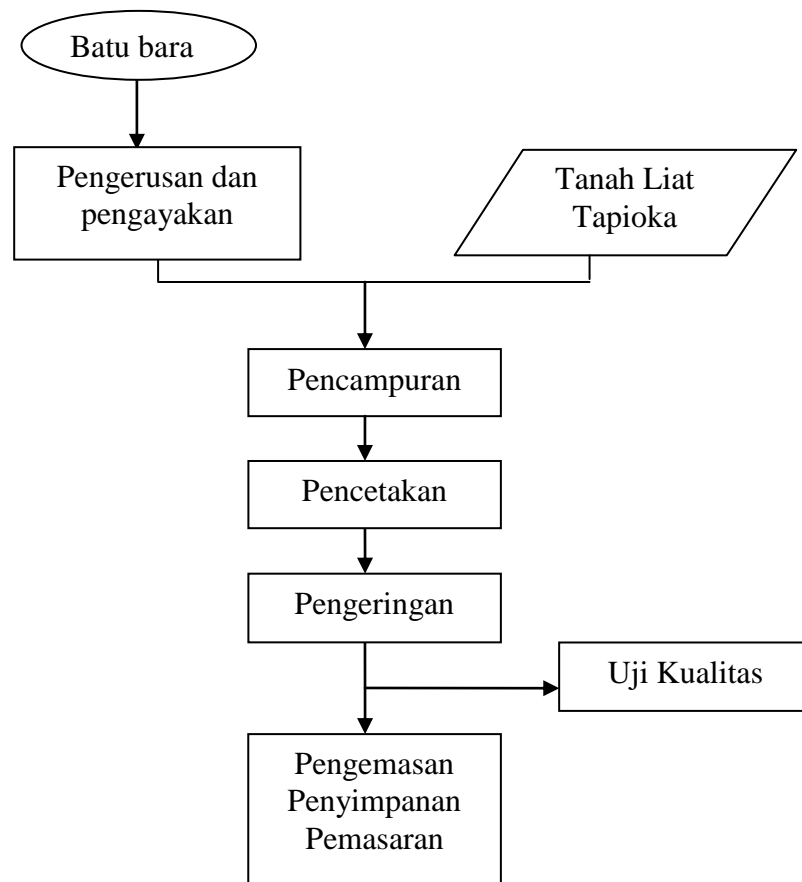 Batu bara
Pengerusan dan
pengayakan
Tanah Liat
Tapioka
Pencampuran
Pencetakan
Pengeringan
Uji Kualitas
Pengemasan
Penyimpanan
Pemasaran